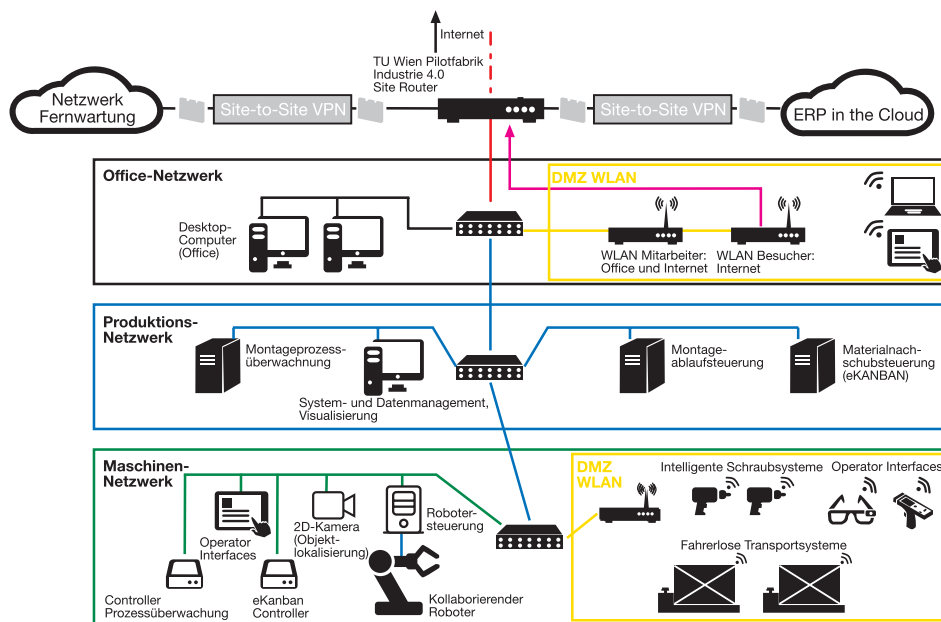 Internet
TU Wien Pilotfabrik
Industrie 4.0
Site Router
Netzwerk
Fernwartung
Site-to-Site VPN
Site-to-Site VPN
ERP in the Cloud
Office-Netzwerk
DMZ WLAN
Desktop-
Computer
(Office)
WLAN Mitarbeiter:
Office und Internet
WLAN Besucher:
Internet
Produktions-
Netzwerk
Montageprozess-
überwachnung
System- und Datenmanagement,
Visualisierung
Montage-
ablaufsteuerung
Materialnach-
schubsteuerung
(eKANBAN)
Maschinen-
Netzwerk
Operator
Interfaces
2D-Kamera
(Objekt-
lokalisierung)
Roboter-
steuerung
Controller
Prozessüberwachung
eKanban
Controller
Kollaborierender
Roboter
DMZ
WLAN
Intelligente Schraubsysteme
Operator Interfaces
Fahrerlose Transportsysteme